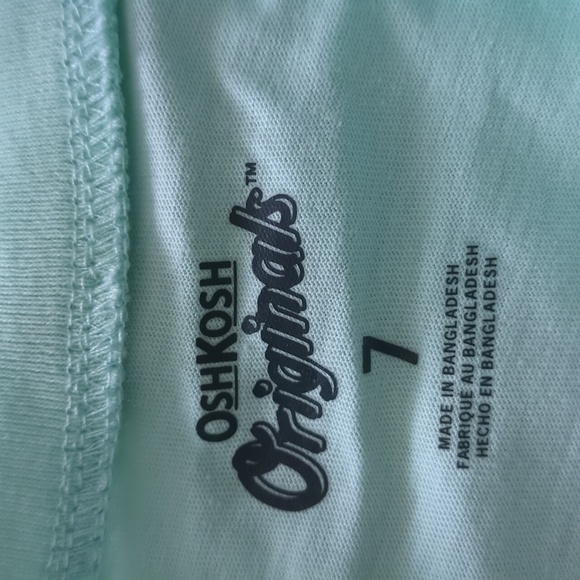 OSHKOSH
Originals™
7
MADE IN BANGLADESH
FABRIQUE AU BANGLADESH
HECHO EN BANGLADESH